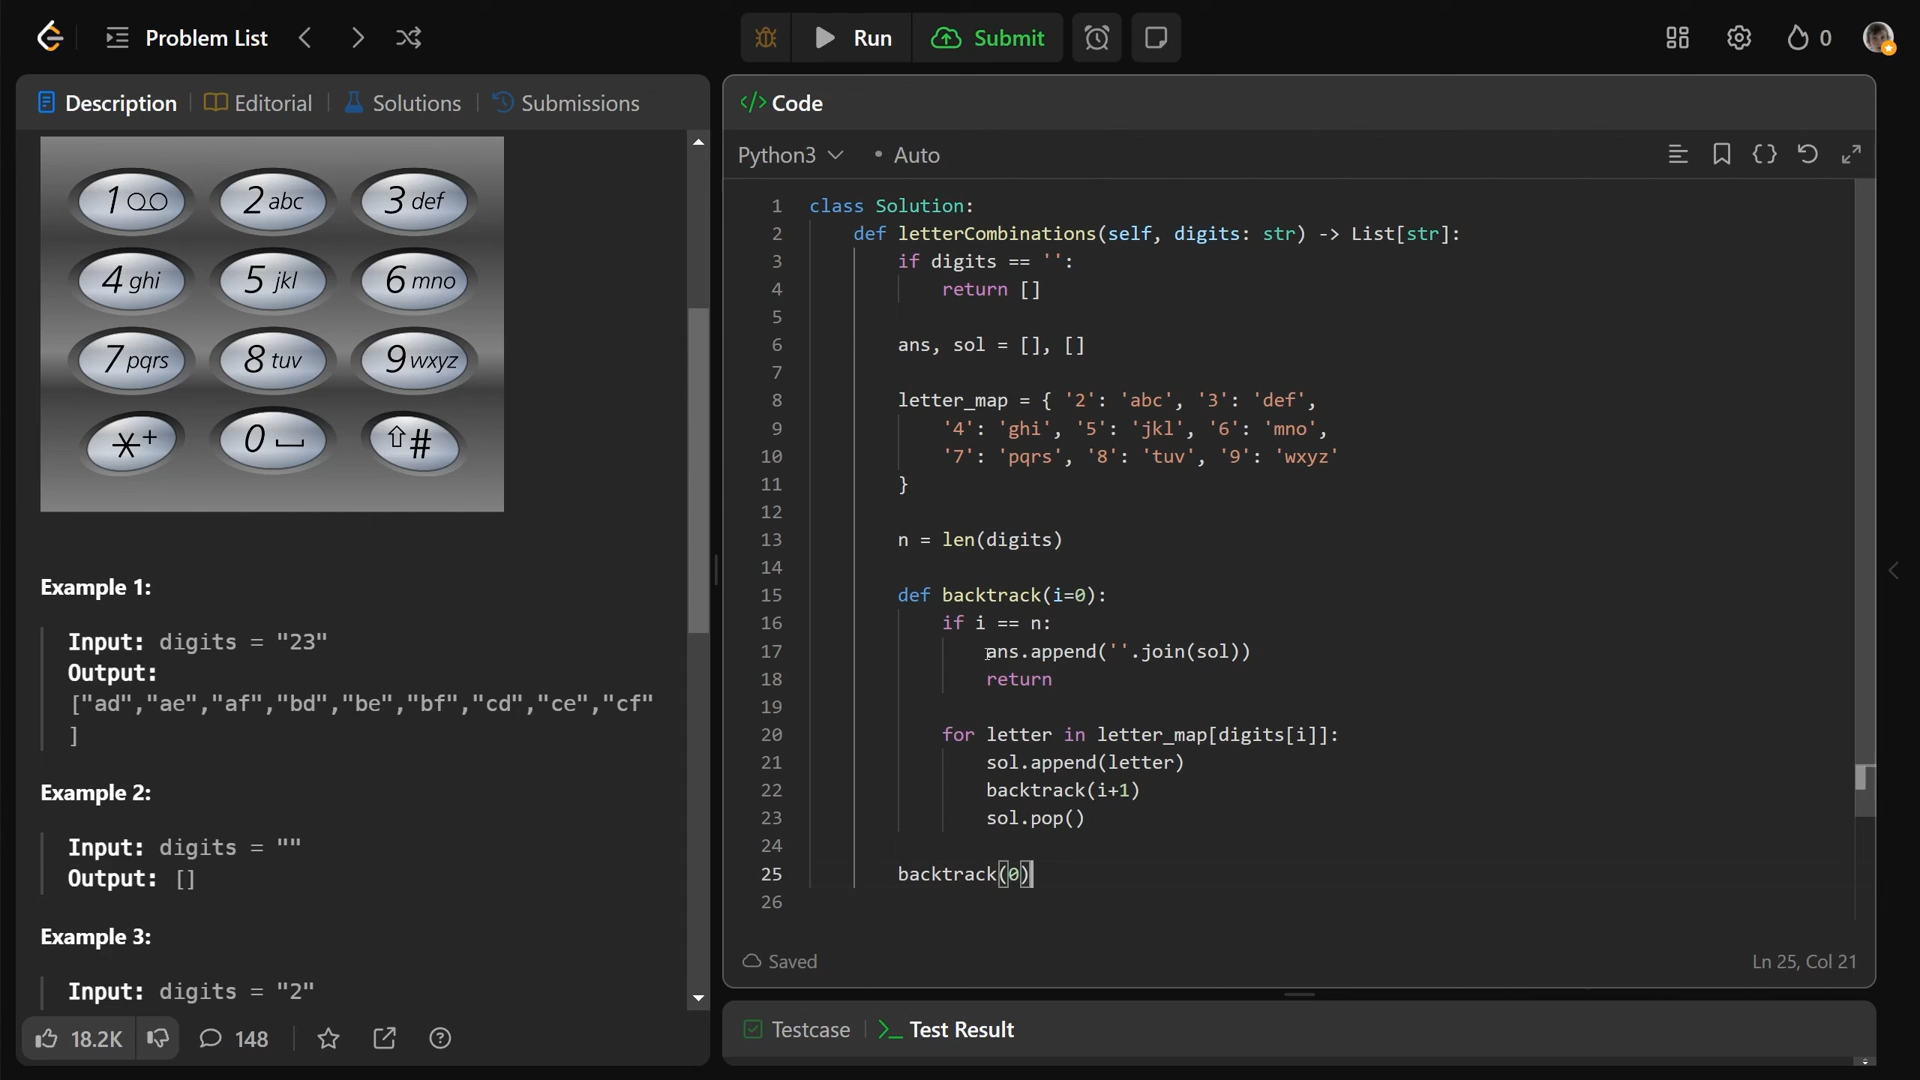 Problem List
Run
Submit
0
Description
Editorial
Solutions
Submissions
1
2 abc
3 def
4 ghi
5 jkl
6 mno
7 pqrs
8 tuv
9 wxyz
*+
0
#
Example 1:
Input: digits = "23"
Output:
["ad","ae","af","bd","be","bf","cd","ce","cf"
]
Example 2:
Input: digits = ""
Output: []
Example 3:
Input: digits = "2"
18.2K
148
</> Code
Python3
• Auto
1 class Solution:
2     def letterCombinations(self, digits: str) -> List[str]:
3         if digits == '':
4             return []
5
6         ans, sol = [], []
7
8         letter_map = { '2': 'abc', '3': 'def',
9             '4': 'ghi', '5': 'jkl', '6': 'mno',
10             '7': 'pqrs', '8': 'tuv', '9': 'wxyz'
11         }
12
13         n = len(digits)
14
15         def backtrack(i=0):
16             if i == n:
17                 ans.append(''.join(sol))
18                 return
19
20             for letter in letter_map[digits[i]]:
21                 sol.append(letter)
22                 backtrack(i+1)
23                 sol.pop()
24
25         backtrack(0)
26
Saved
Ln 25, Col 21
Testcase
>_ Test Result